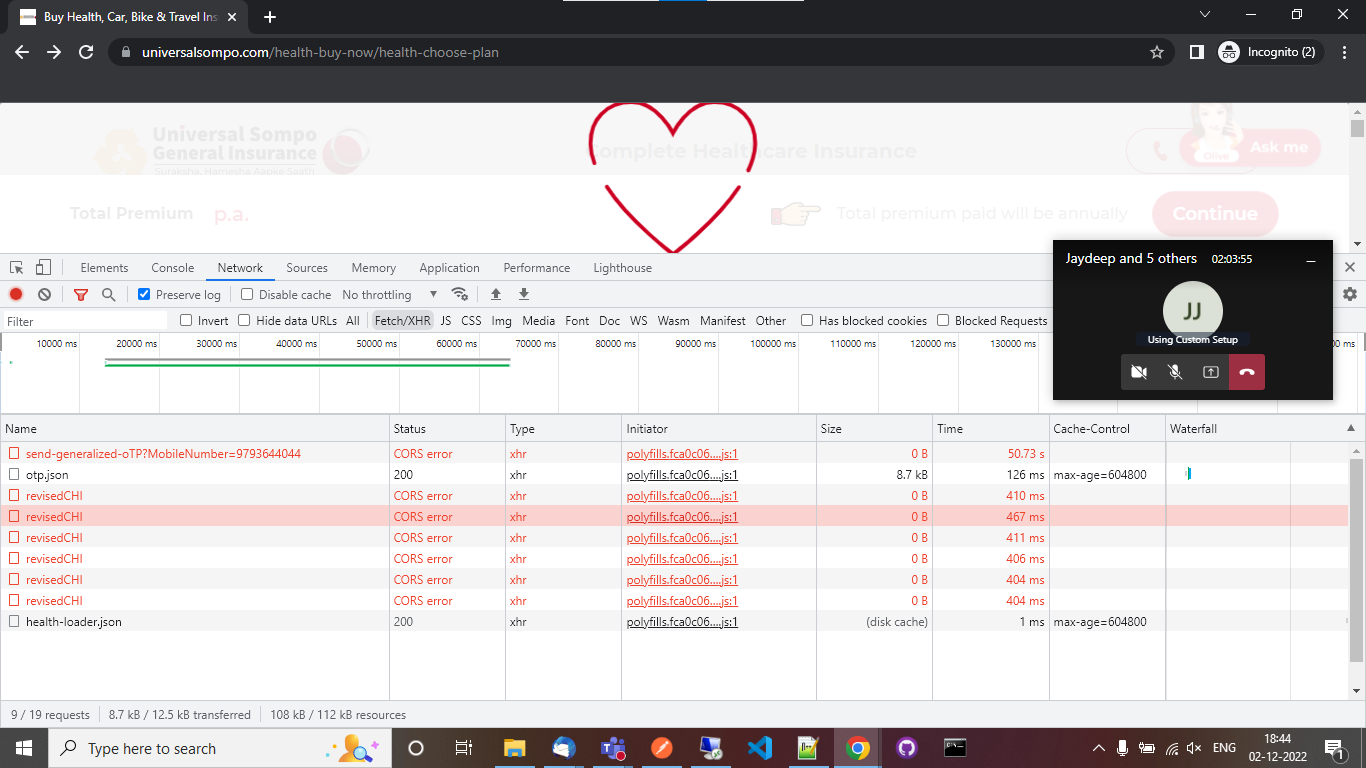 Buy Health, Car, Bike & Travel Ins
Incognito (2)
universalsompo.com/health-buy-now/health-choose-plan
Universal Sompo
General Insurance
Suraksha, Hamesha Aapke Saath
Complete Healthcare Insurance
Olive
Ask me
Total Premium p.a.
Total premium paid will be annually
Continue
Jaydeep and 5 others 02:03:55
JJ
Using Custom Setup
Elements Console Network Sources Memory Application Performance Lighthouse
Preserve log Disable cache No throttling
Filter Invert Hide data URLs All Fetch/XHR JS CSS Img Media Font Doc WS Wasm Manifest Other Has blocked cookies Blocked Requests
10000 ms 20000 ms 30000 ms 40000 ms 50000 ms 60000 ms 70000 ms 80000 ms 90000 ms 100000 ms 110000 ms 120000 ms 130000 ms
Name Status Type Initiator Size Time Cache-Control Waterfall
send-generalized-oTP?MobileNumber=9793644044 CORS error xhr polyfills.fca0c06....js:1 0 B 50.73 s
otp.json 200 xhr polyfills.fca0c06....js:1 8.7 kB 126 ms max-age=604800
revisedCHI CORS error xhr polyfills.fca0c06....js:1 0 B 410 ms
revisedCHI CORS error xhr polyfills.fca0c06....js:1 0 B 467 ms
revisedCHI CORS error xhr polyfills.fca0c06....js:1 0 B 411 ms
revisedCHI CORS error xhr polyfills.fca0c06....js:1 0 B 406 ms
revisedCHI CORS error xhr polyfills.fca0c06....js:1 0 B 404 ms
revisedCHI CORS error xhr polyfills.fca0c06....js:1 0 B 404 ms
health-loader.json 200 xhr polyfills.fca0c06....js:1 (disk cache) 1 ms max-age=604800
9 / 19 requests 8.7 kB / 12.5 kB transferred 108 kB / 112 kB resources
Type here to search
ENG
18:44
02-12-2022
1